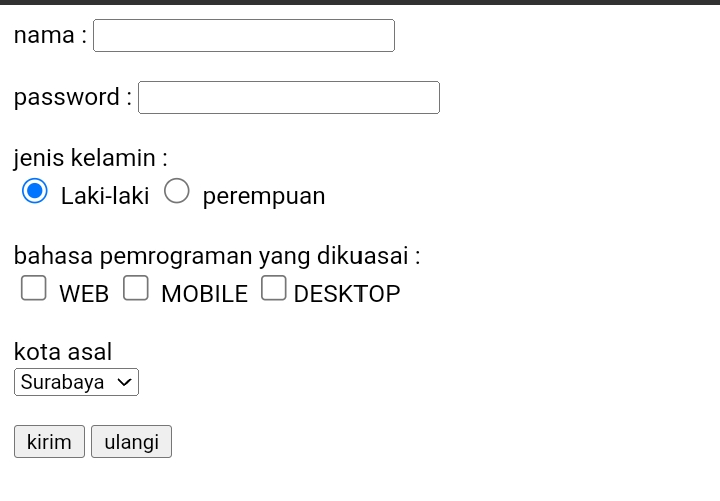 nama :
password :
jenis kelamin :
Laki-laki perempuan
bahasa pemrograman yang dikuasai :
WEB MOBILE DESKTOP
kota asal
Surabaya
kirim ulangi